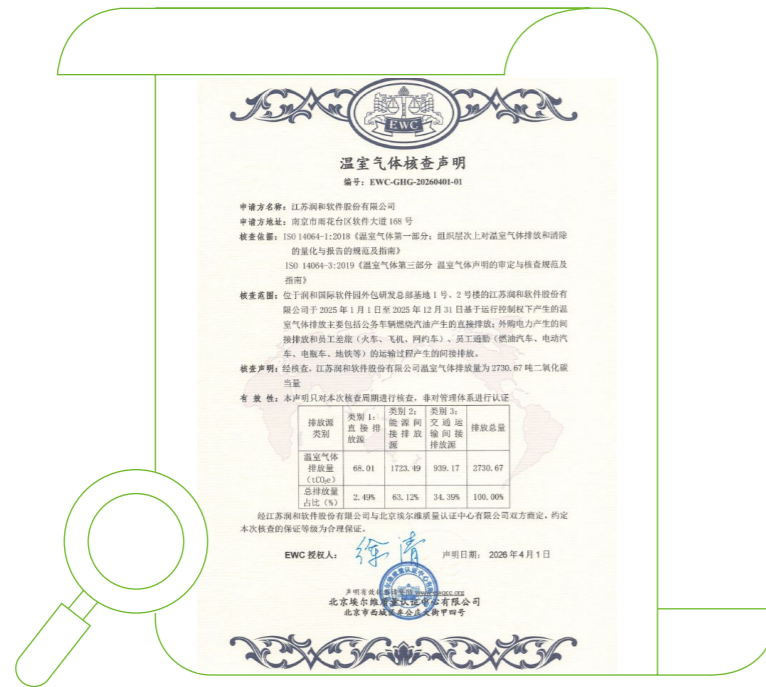 EWC
温室气体核查声明
编号：EWC-GHG-20260401-01
申请方名称：江苏润和软件股份有限公司
申请方地址：南京市雨花台区软件大道 168 号
核查依据：ISO 14064-1:2018《温室气体第一部分：组织层次上对温室气体排放和清除
的量化与报告的规范及指南》
ISO 14064-3:2019《温室气体第三部分 温室气体声明的审定与核查规范及
指南》
核查范围：位于润和国际软件园外包研发总部基地 1 号、2 号楼的江苏润和软件股份有
限公司于 2025 年 1 月 1 日至 2025 年 12 月 31 日基于运行控制权下产生的温
室气体排放主要包括公务车辆燃烧汽油产生的直接排放；外购电力产生的间
接排放和员工差旅（火车、飞机、网约车）、员工通勤（燃油汽车、电动汽
车、电瓶车、地铁等）的运输过程产生的间接排放。
核查声明：经核查，江苏润和软件股份有限公司温室气体排放量为 2730.67 吨二氧化碳
当量
有 效 性：本声明只对本次核查周期进行核查，非对管理体系进行认证
排放源类别 类别 1：直接排放源 类别 2：能源间接排放源 类别 3：交通运输间接排放源 排放总量
温室气体排放量（tCO₂e） 68.01 1723.49 939.17 2730.67
总排放量占比（%） 2.49% 63.12% 34.39% 100.00%
经江苏润和软件股份有限公司与北京埃尔维质量认证中心有限公司双方商定，约定
本次核查的保证等级为合理保证。
EWC 授权人： 徐清 声明日期： 2026 年 4 月 1 日
声明有效 www.ewqcc.org
北京埃尔维质量认证中心有限公司
北京市西城区车公庄大街甲四号